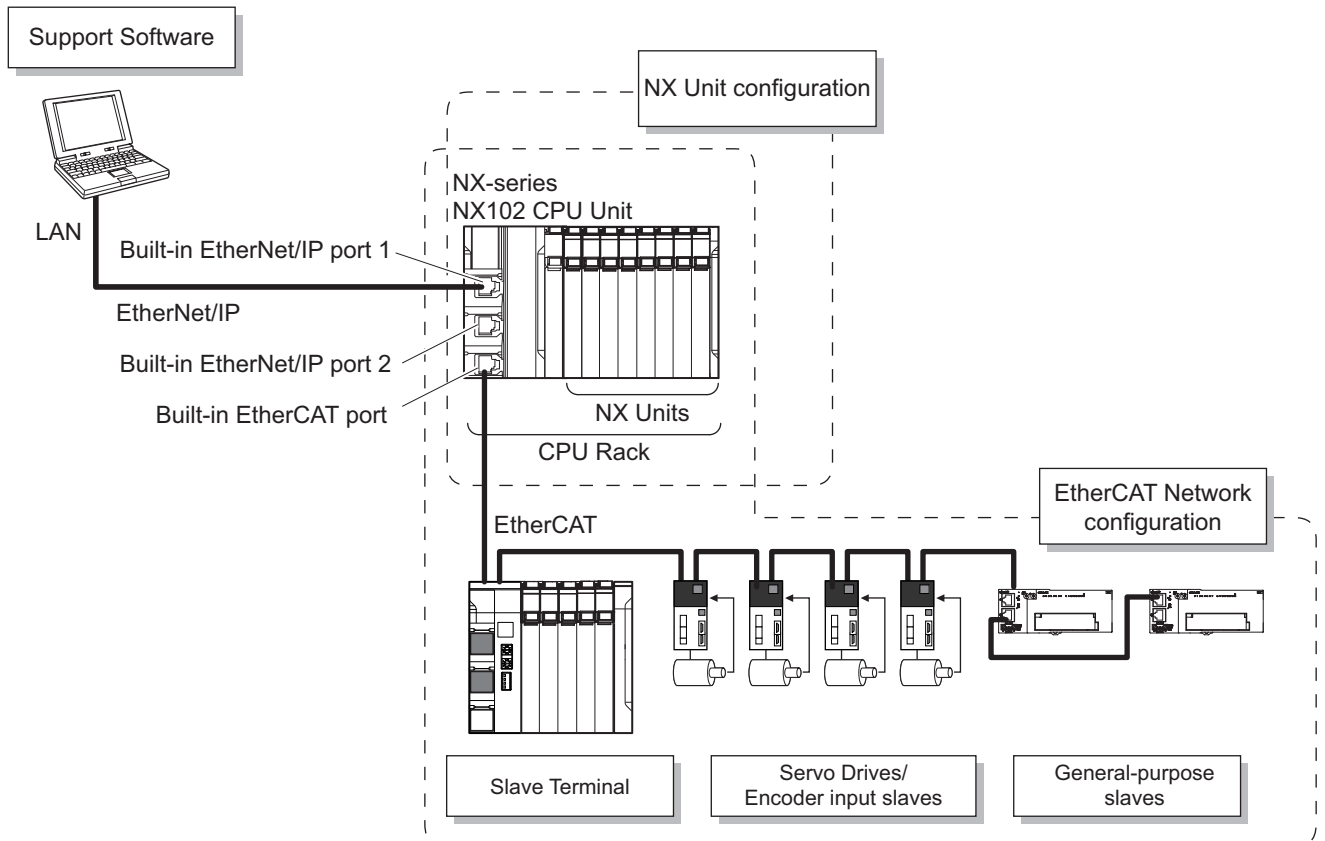 Support Software
NX Unit configuration
NX-series
NX102 CPU Unit
LAN
Built-in EtherNet/IP port 1
EtherNet/IP
Built-in EtherNet/IP port 2
Built-in EtherCAT port
NX Units
CPU Rack
EtherCAT Network
configuration
EtherCAT
Slave Terminal
Servo Drives/
Encoder input slaves
General-purpose
slaves